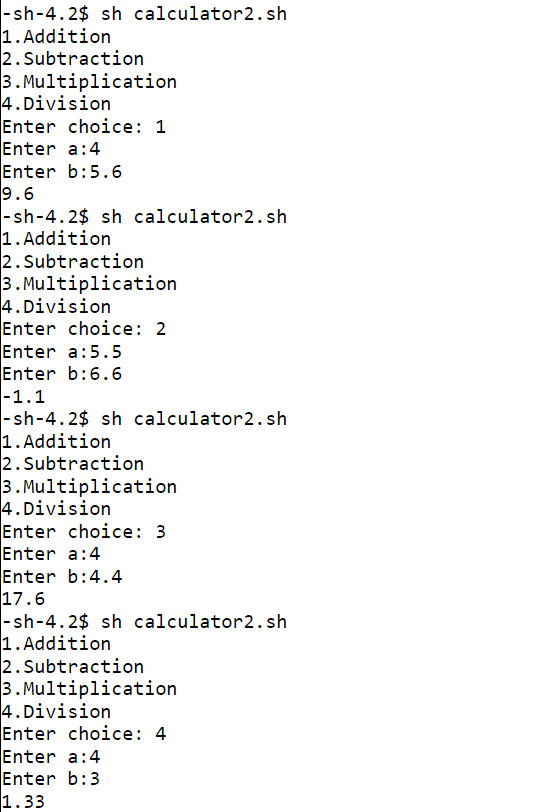 -sh-4.2$ sh calculator2.sh
1.Addition
2.Subtraction
3.Multiplication
4.Division
Enter choice: 1
Enter a:4
Enter b:5.6
9.6
-sh-4.2$ sh calculator2.sh
1.Addition
2.Subtraction
3.Multiplication
4.Division
Enter choice: 2
Enter a:5.5
Enter b:6.6
-1.1
-sh-4.2$ sh calculator2.sh
1.Addition
2.Subtraction
3.Multiplication
4.Division
Enter choice: 3
Enter a:4
Enter b:4.4
17.6
-sh-4.2$ sh calculator2.sh
1.Addition
2.Subtraction
3.Multiplication
4.Division
Enter choice: 4
Enter a:4
Enter b:3
1.33